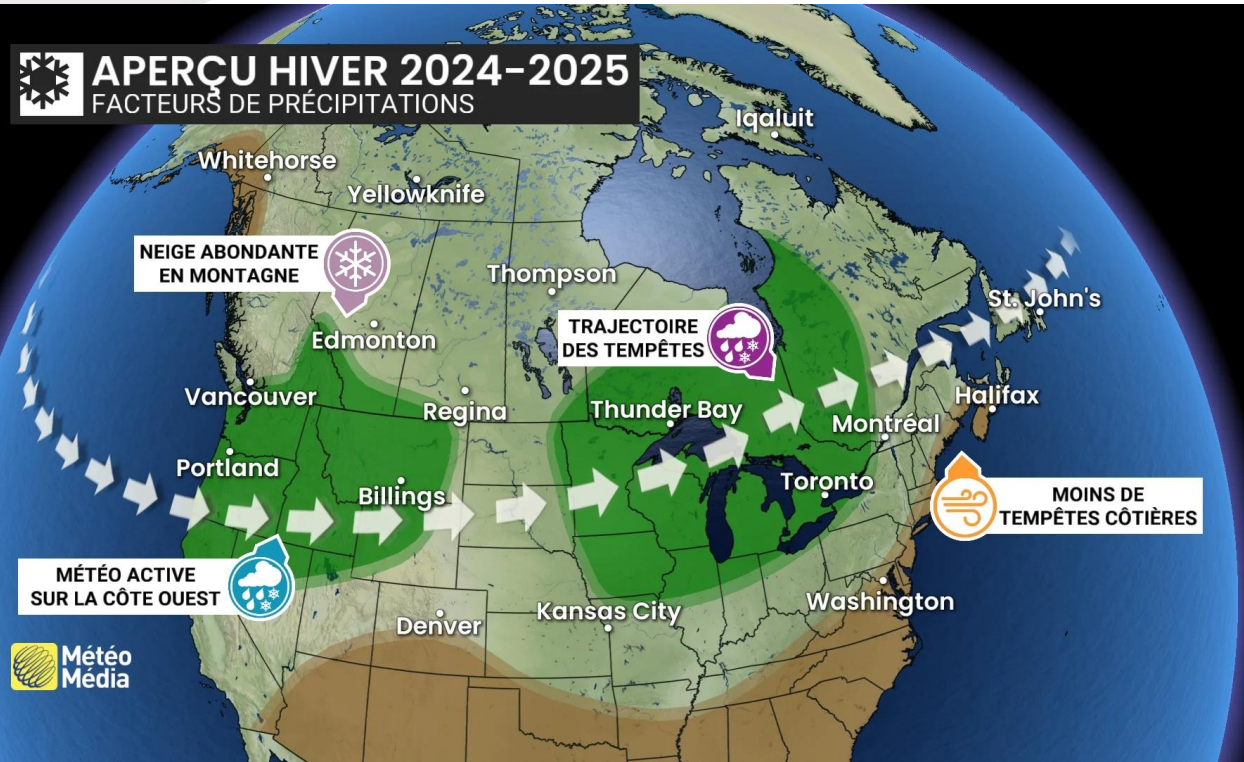 APERÇU HIVER 2024-2025
FACTEURS DE PRÉCIPITATIONS
Iqaluit
Whitehorse
Yellowknife
NEIGE ABONDANTE
EN MONTAGNE
Thompson
St. John's
Edmonton
TRAJECTOIRE
DES TEMPÊTES
Vancouver
Regina
Thunder Bay
Halifax
Montréal
Portland
Billings
Toronto
MOINS DE
TEMPÊTES CÔTIÈRES
MÉTÉO ACTIVE
SUR LA CÔTE OUEST
Denver
Kansas City
Washington
Météo
Média